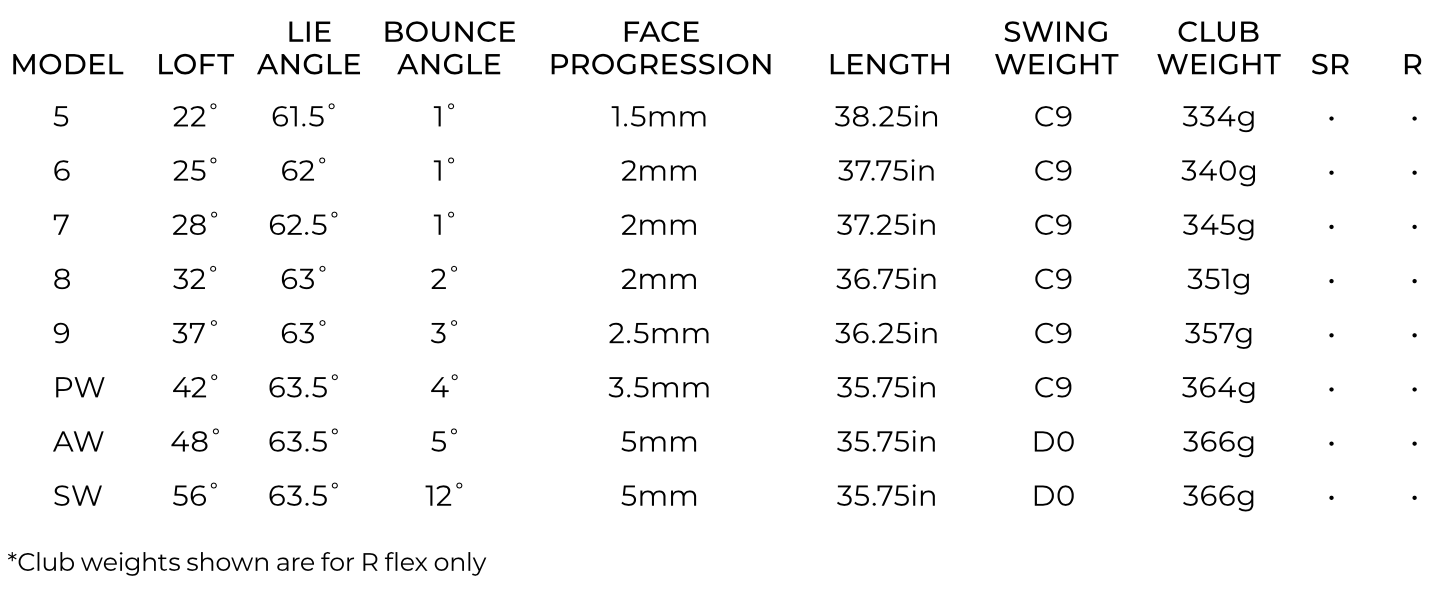 LIE BOUNCE FACE SWING CLUB
MODEL LOFT ANGLE ANGLE PROGRESSION LENGTH WEIGHT WEIGHT SR R
5 22° 61.5° 1° 1.5mm 38.25in C9 334g • •
6 25° 62° 1° 2mm 37.75in C9 340g • •
7 28° 62.5° 1° 2mm 37.25in C9 345g • •
8 32° 63° 2° 2mm 36.75in C9 351g • •
9 37° 63° 3° 2.5mm 36.25in C9 357g • •
PW 42° 63.5° 4° 3.5mm 35.75in C9 364g • •
AW 48° 63.5° 5° 5mm 35.75in D0 366g • •
SW 56° 63.5° 12° 5mm 35.75in D0 366g • •
*Club weights shown are for R flex only